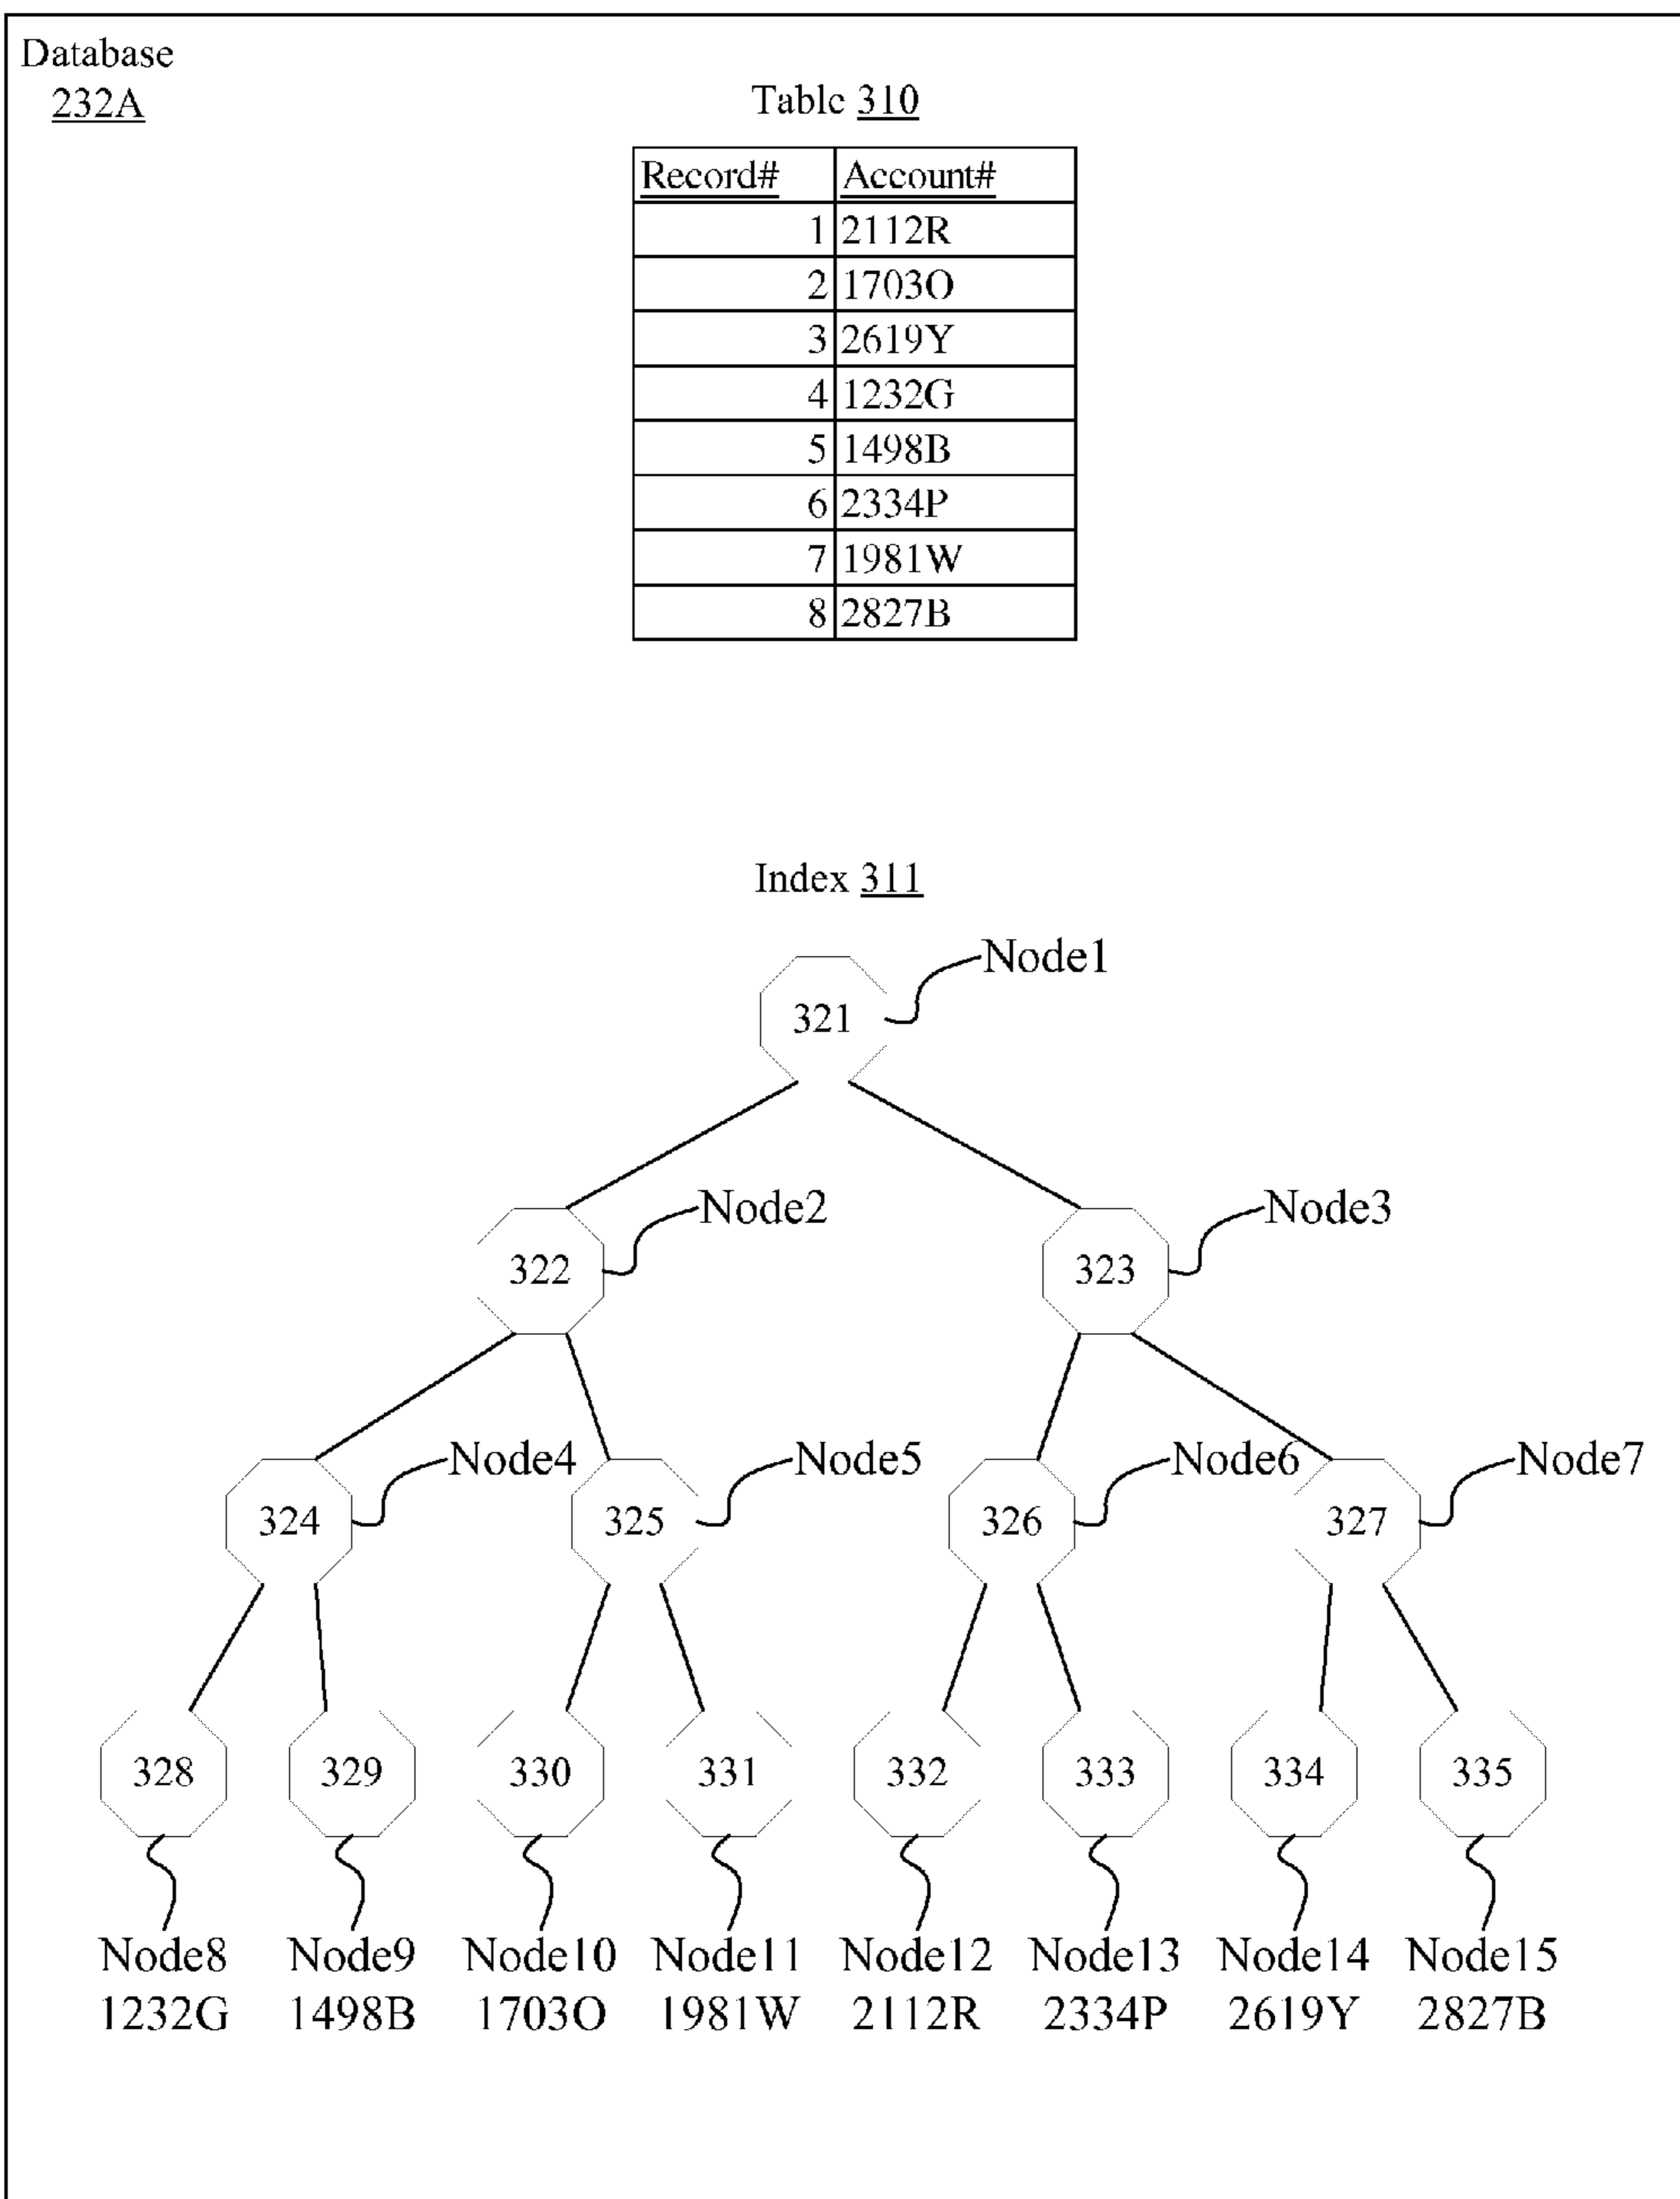 Database
232A
Table 310
Record# Account#
1 2112R
2 1703O
3 2619Y
4 1232G
5 1498B
6 2334P
7 1981W
8 2827B
Index 311
Node1
321
Node2 Node3
322 323
Node4 Node5 Node6 Node7
324 325 326 327
328 329 330 331 332 333 334 335
Node8 Node9 Node10 Node11 Node12 Node13 Node14 Node15
1232G 1498B 1703O 1981W 2112R 2334P 2619Y 2827B